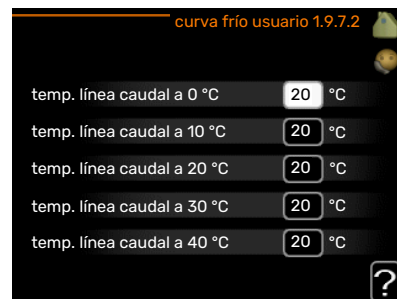 curva frío usuario 1.9.7.2
temp. línea caudal a 0 °C 20 °C
temp. línea caudal a 10 °C 20 °C
temp. línea caudal a 20 °C 20 °C
temp. línea caudal a 30 °C 20 °C
temp. línea caudal a 40 °C 20 °C
?